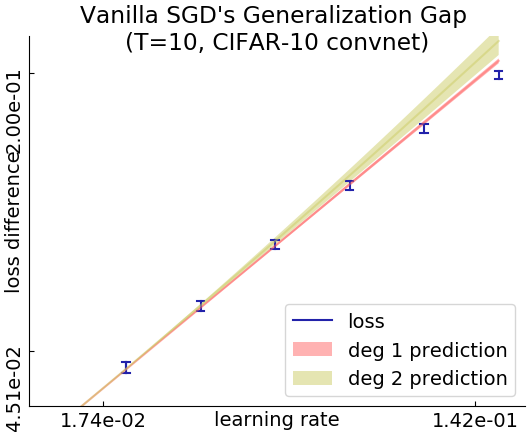 Vanilla SGD's Generalization Gap
(T=10, CIFAR-10 convnet)
2.00e-01
loss difference
4.51e-02
loss
deg 1 prediction
deg 2 prediction
1.74e-02
learning rate
1.42e-01